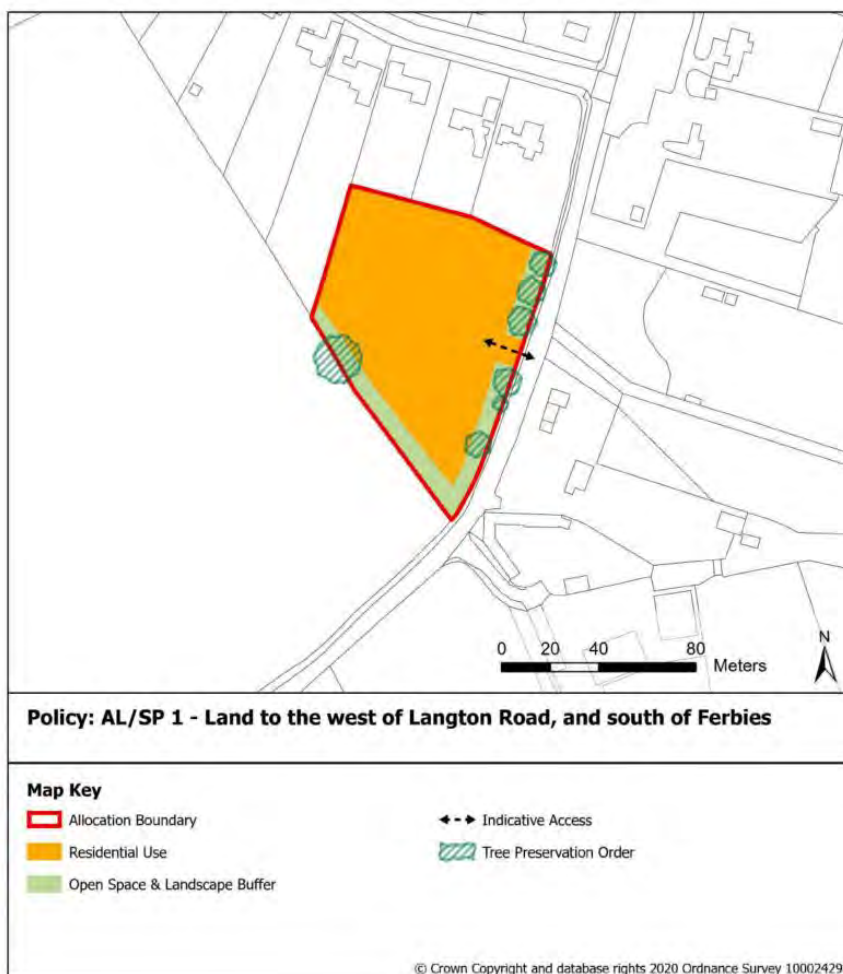 0 20 40 80
Meters
N
Policy: AL/SP 1 - Land to the west of Langton Road, and south of Ferbies
Map Key
Allocation Boundary
Indicative Access
Residential Use
Tree Preservation Order
Open Space & Landscape Buffer
© Crown Copyright and database rights 2020 Ordnance Survey 10002429